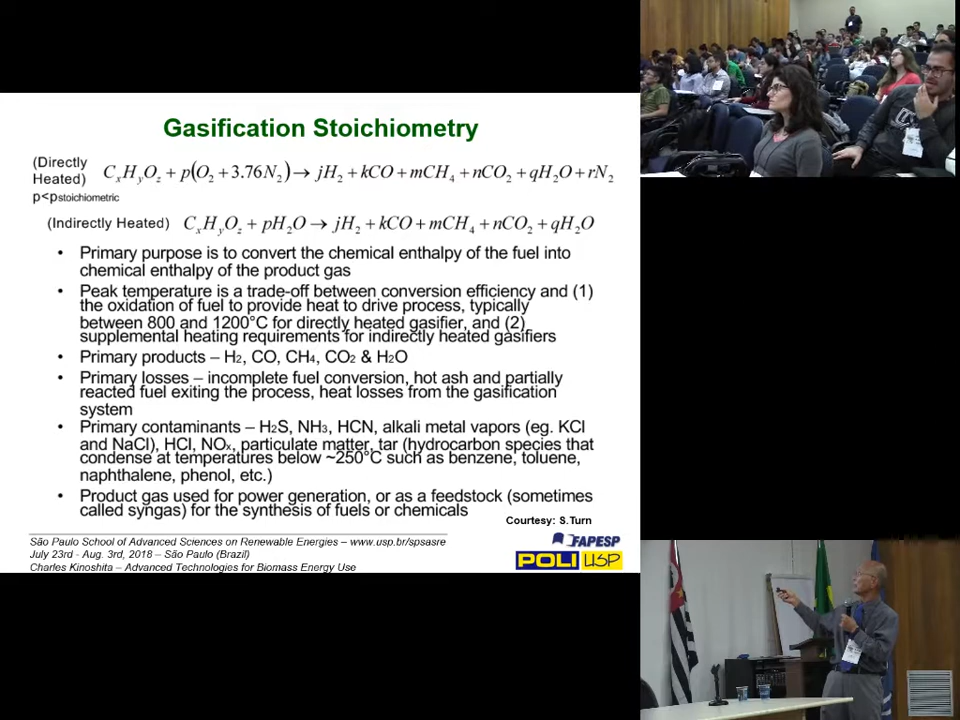 Gasification Stoichiometry
(Directly Heated) CxHyOz + p(O2 + 3.76N2) → jH2 + kCO + mCH4 + nCO2 + qH2O + rN2
p<pstoichiometric
(Indirectly Heated) CxHyOz + pH2O → jH2 + kCO + mCH4 + nCO2 + qH2O
• Primary purpose is to convert the chemical enthalpy of the fuel into
chemical enthalpy of the product gas
• Peak temperature is a trade-off between conversion efficiency and (1)
the oxidation of fuel to provide heat to drive process, typically
between 800 and 1200°C for directly heated gasifier, and (2)
supplemental heating requirements for indirectly heated gasifiers
• Primary products – H2, CO, CH4, CO2 & H2O
• Primary losses – incomplete fuel conversion, hot ash and partially
reacted fuel exiting the process, heat losses from the gasification
system
• Primary contaminants – H2S, NH3, HCN, alkali metal vapors (eg. KCl
and NaCl), HCl, NOx, particulate matter, tar (hydrocarbon species that
condense at temperatures below ~250°C such as benzene, toluene,
naphthalene, phenol, etc.)
• Product gas used for power generation, or as a feedstock (sometimes
called syngas) for the synthesis of fuels or chemicals
Courtesy: S.Turn
São Paulo School of Advanced Sciences on Renewable Energies – www.usp.br/spsasre
July 23rd - Aug. 3rd, 2018 – São Paulo (Brazil)
Charles Kinoshita – Advanced Technologies for Biomass Energy Use
FAPESP
POLI USP